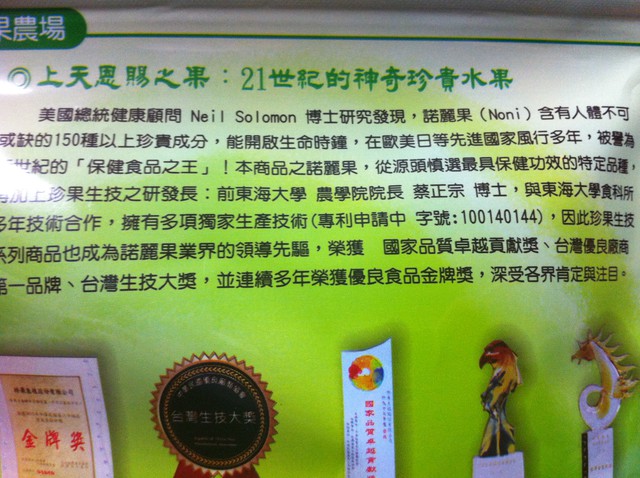 果農場
◎上天恩賜之果：21世紀的神奇珍貴水果
美國總統健康顧問 Neil Solomon 博士研究發現，諾麗果（Noni）含有人體不可
或缺的150種以上珍貴成分，能開啟生命時鐘，在歐美日等先進國家風行多年，被譽為
世紀的「保健食品之王」！本商品之諾麗果，從源頭慎選最具保健功效的特定品種，
再加上珍果生技之研發長：前東海大學 農學院院長 蔡正宗 博士，與東海大學食科所
多年技術合作，擁有多項獨家生產技術(專利申請中 字號:100140144)，因此珍果生技
系列商品也成為諾麗果業界的領導先驅，榮獲 國家品質卓越貢獻獎、台灣優良廠商
第一品牌、台灣生技大獎，並連續多年榮獲優良食品金牌獎，深受各界肯定與注目。
金牌獎
台灣生技大獎
國家品質卓越貢獻